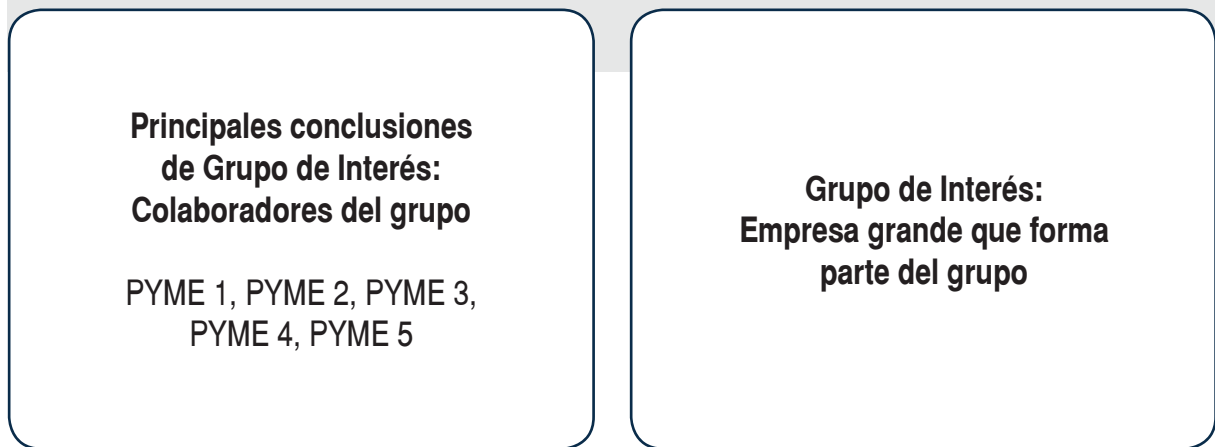 Principales conclusiones
de Grupo de Interés:
Colaboradores del grupo
PYME 1, PYME 2, PYME 3,
PYME 4, PYME 5
Grupo de Interés:
Empresa grande que forma
parte del grupo